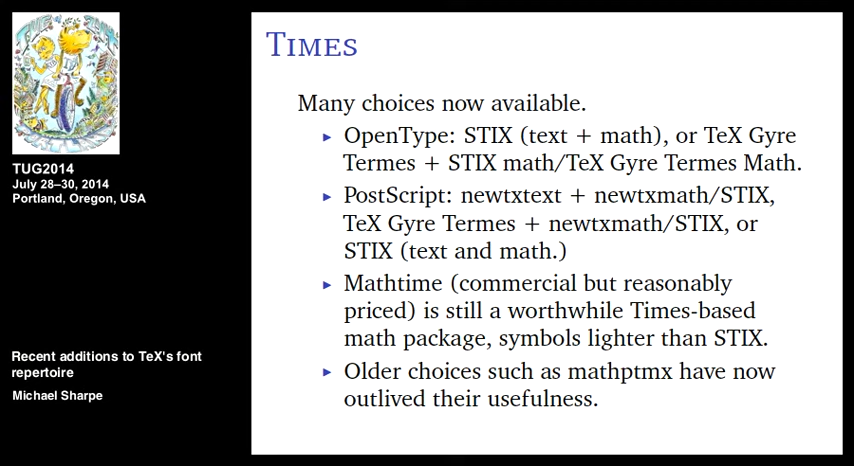 TUG2014
July 28–30, 2014
Portland, Oregon, USA
Recent additions to TeX's font
repertoire
Michael Sharpe
TIMES
Many choices now available.
▸ OpenType: STIX (text + math), or TeX Gyre
Termes + STIX math/TeX Gyre Termes Math.
▸ PostScript: newtxtext + newtxmath/STIX,
TeX Gyre Termes + newtxmath/STIX, or
STIX (text and math.)
▸ Mathtime (commercial but reasonably
priced) is still a worthwhile Times-based
math package, symbols lighter than STIX.
▸ Older choices such as mathptmx have now
outlived their usefulness.